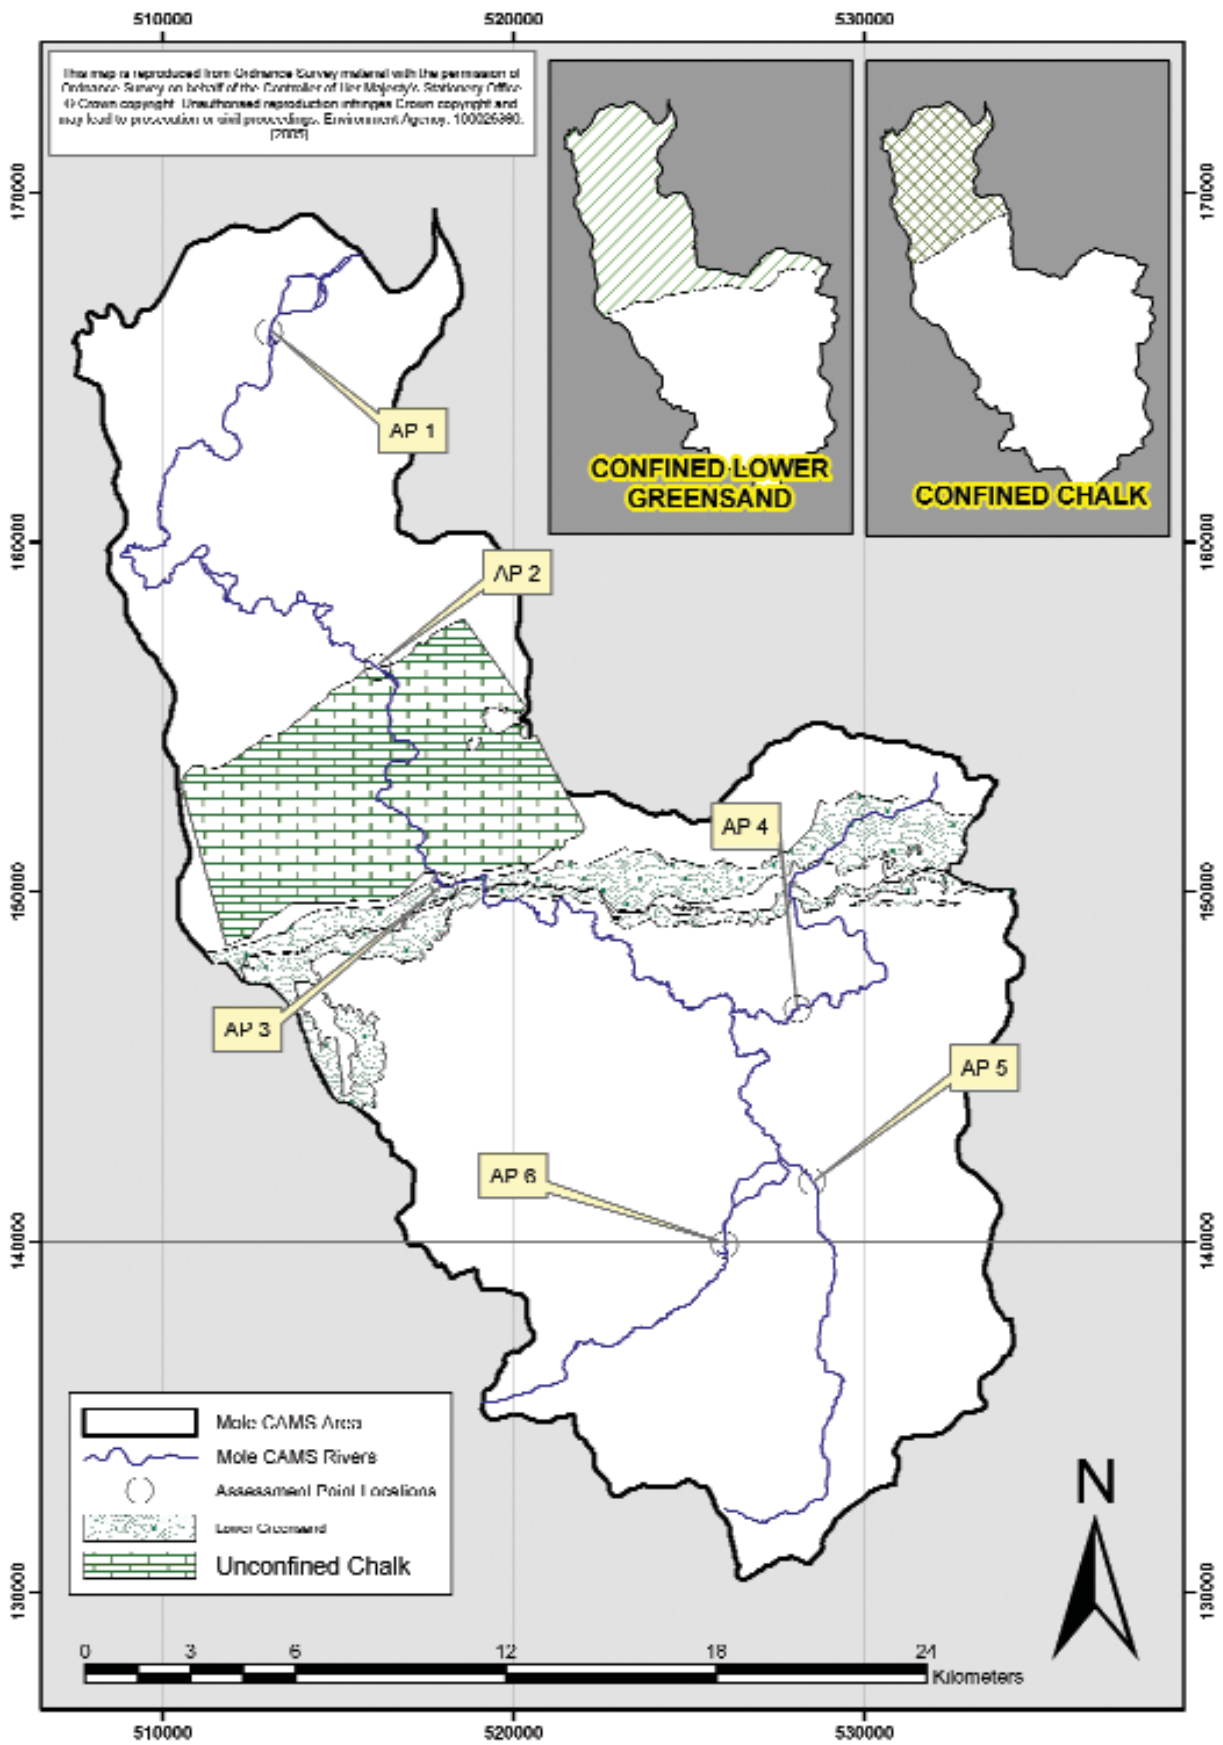 510000 520000 530000
This map is reproduced from Ordnance Survey material with the permission of
Ordnance Survey on behalf of the Controller of Her Majesty's Stationery Office
© Crown copyright. Unauthorised reproduction infringes Crown copyright and
may lead to prosecution or civil proceedings. Environment Agency,
[2005]
170000 170000
AP 1
CONFINED LOWER
GREENSAND
CONFINED CHALK
160000 160000
AP 2
AP 4
150000 150000
AP 3
AP 5
AP 6
140000 140000
Mole CAMS Area
Mole CAMS Rivers
Assessment Point Locations
Lower Greensand
Unconfined Chalk
N
130000 130000
0 3 6 12 18 24
Kilometers
510000 520000 530000